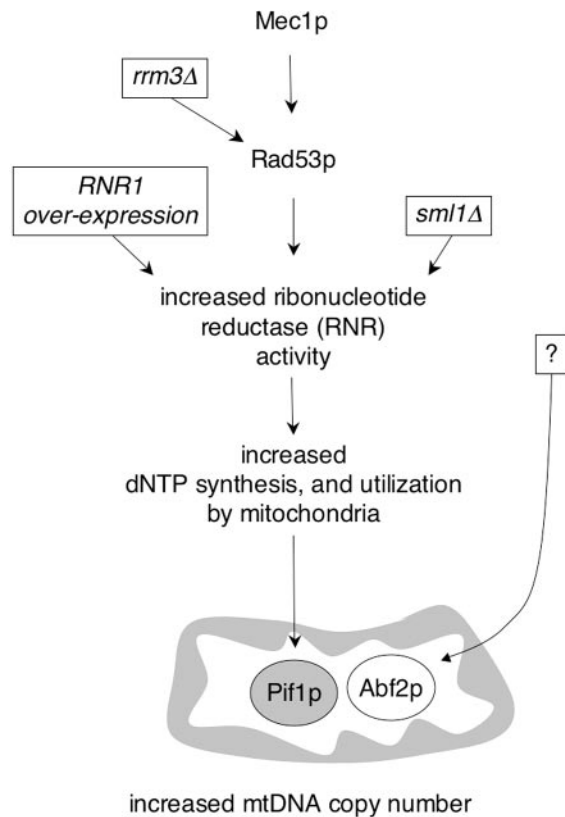 Mec1p
rrm3Δ
Rad53p
RNR1
over-expression
sml1Δ
increased ribonucleotide
reductase (RNR)
activity
?
increased
dNTP synthesis, and utilization
by mitochondria
Pif1p
Abf2p
increased mtDNA copy number